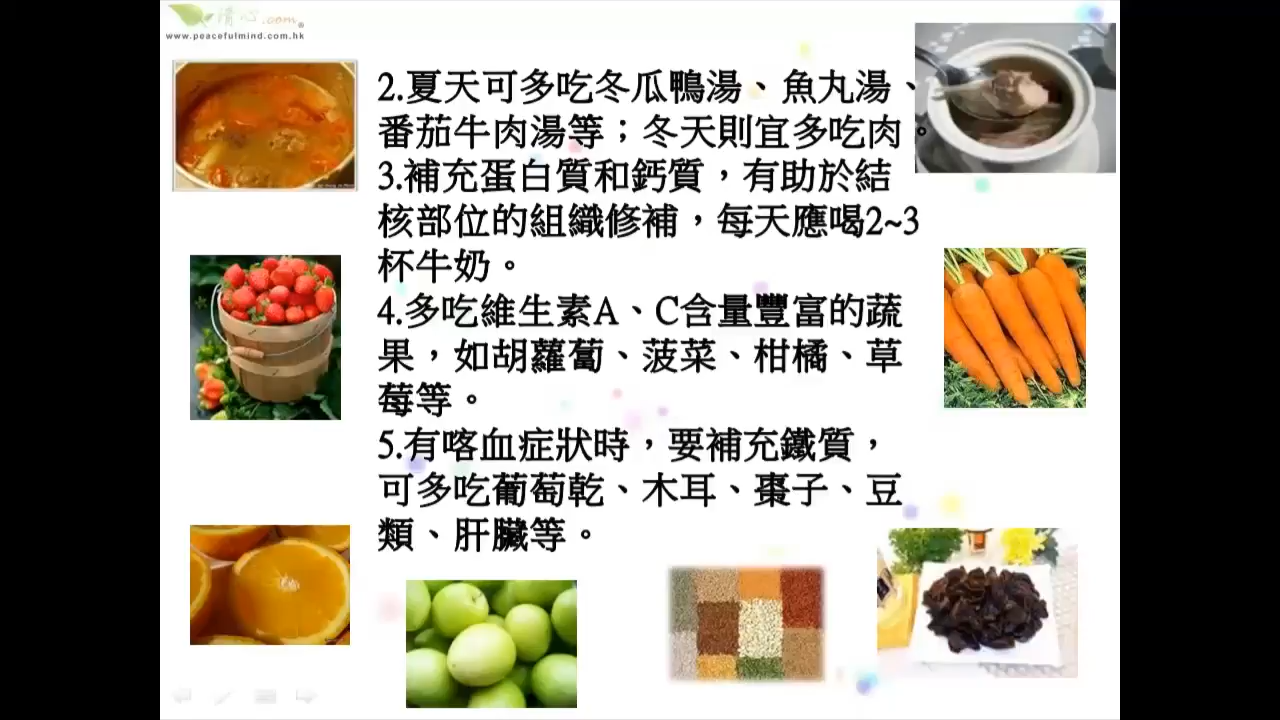 清心.com®
www.peacefulmind.com.hk
2.夏天可多吃冬瓜鴨湯、魚丸湯、
番茄牛肉湯等；冬天則宜多吃肉。
3.補充蛋白質和鈣質，有助於結
核部位的組織修補，每天應喝2~3
杯牛奶。
4.多吃維生素A、C含量豐富的蔬
果，如胡蘿蔔、菠菜、柑橘、草
莓等。
5.有喀血症狀時，要補充鐵質，
可多吃葡萄乾、木耳、棗子、豆
類、肝臟等。